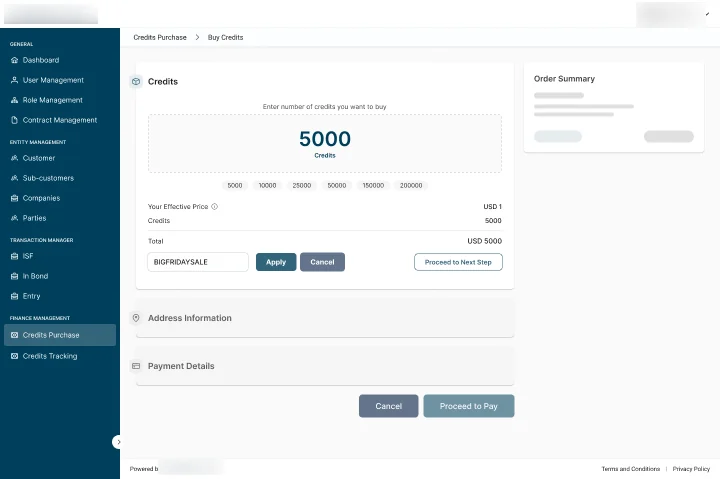 GENERAL
Dashboard
User Management
Role Management
Contract Management
ENTITY MANAGEMENT
Customer
Sub-customers
Companies
Parties
TRANSACTION MANAGER
ISF
In Bond
Entry
FINANCE MANAGEMENT
Credits Purchase
Credits Tracking
Credits Purchase > Buy Credits
Credits
Enter number of credits you want to buy
5000
Credits
5000 10000 25000 50000 150000 200000
Your Effective Price USD 1
Credits 5000
Total USD 5000
BIGFRIDAYSALE Apply Cancel Proceed to Next Step
Address Information
Payment Details
Cancel Proceed to Pay
Order Summary
Powered b
Terms and Conditions | Privacy Policy